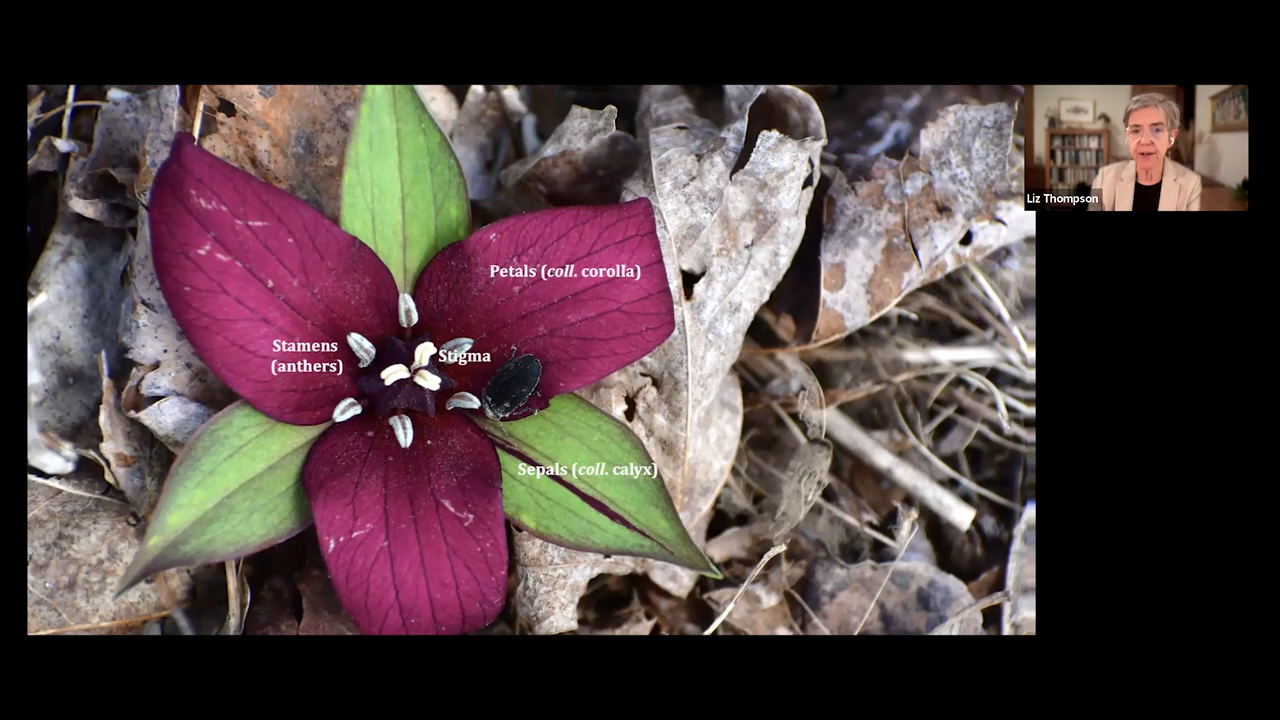 Petals (coll. corolla)
Stamens
(anthers)
Stigma
Sepals (coll. calyx)
Liz Thompson